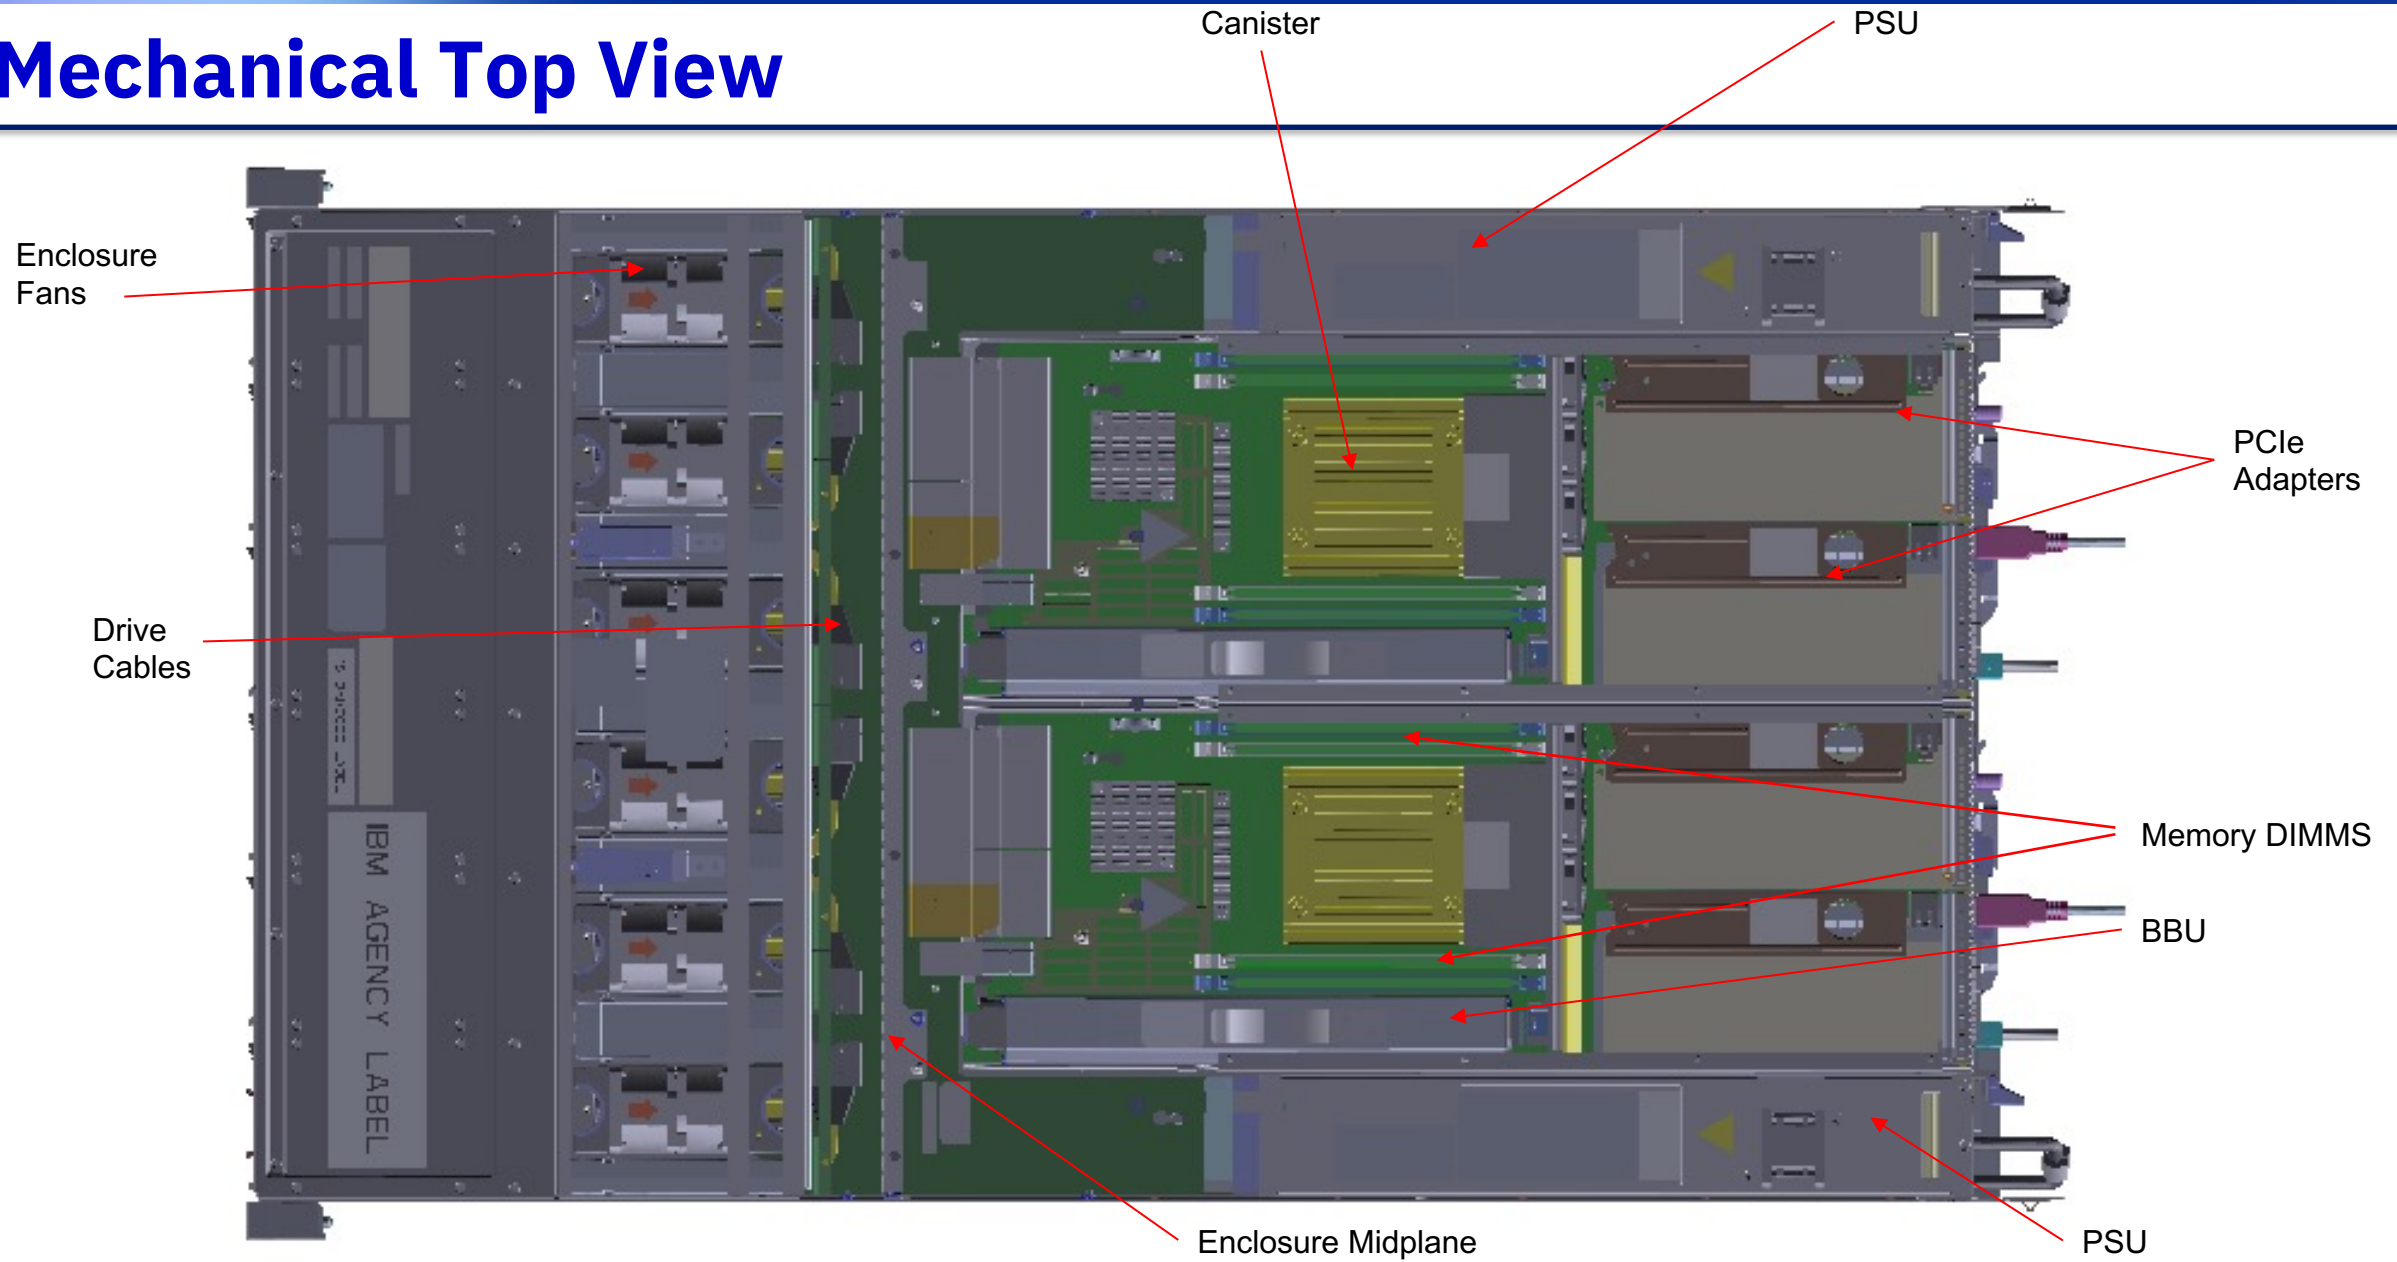 Mechanical Top View
Canister
PSU
Enclosure
Fans
PCIe
Adapters
Drive
Cables
IBM AGENCY LABEL
Memory DIMMS
BBU
Enclosure Midplane
PSU